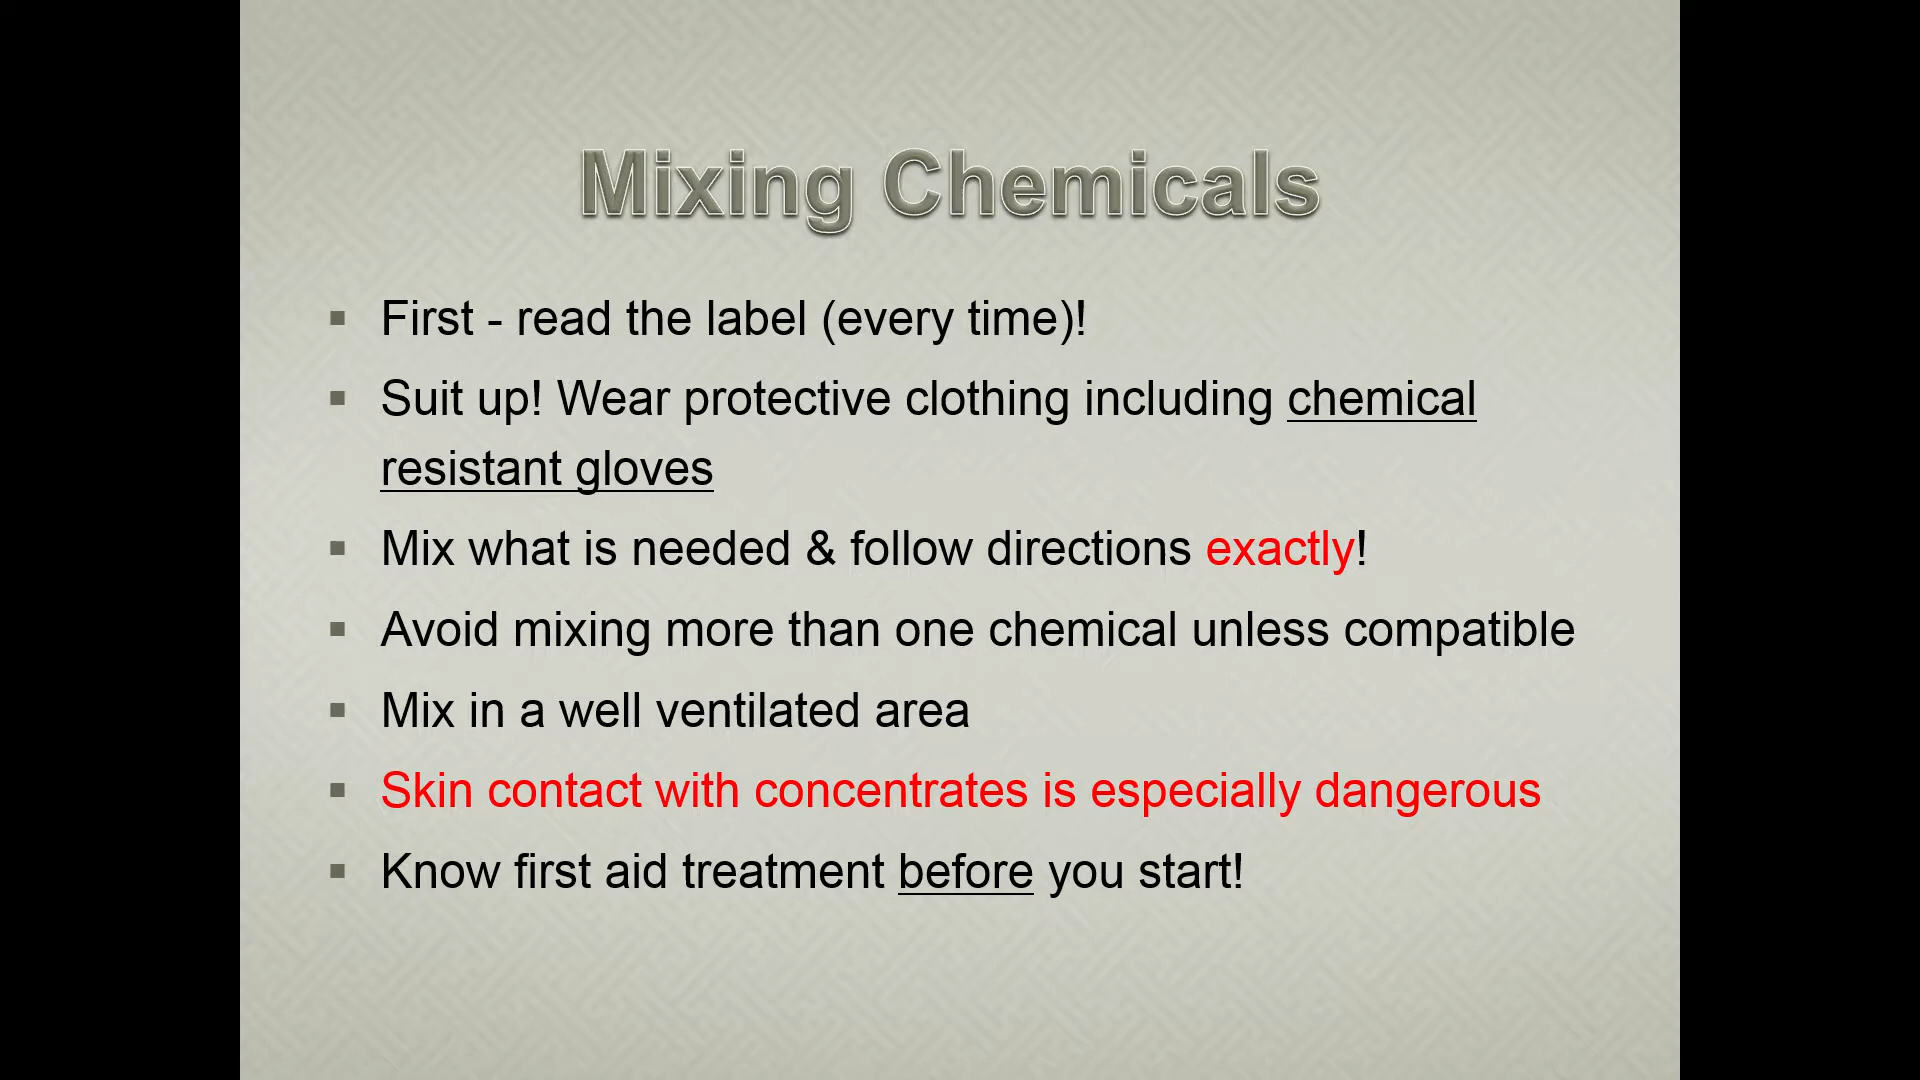 Mixing Chemicals
▪ First - read the label (every time)!
▪ Suit up! Wear protective clothing including chemical
resistant gloves
▪ Mix what is needed & follow directions exactly!
▪ Avoid mixing more than one chemical unless compatible
▪ Mix in a well ventilated area
▪ Skin contact with concentrates is especially dangerous
▪ Know first aid treatment before you start!